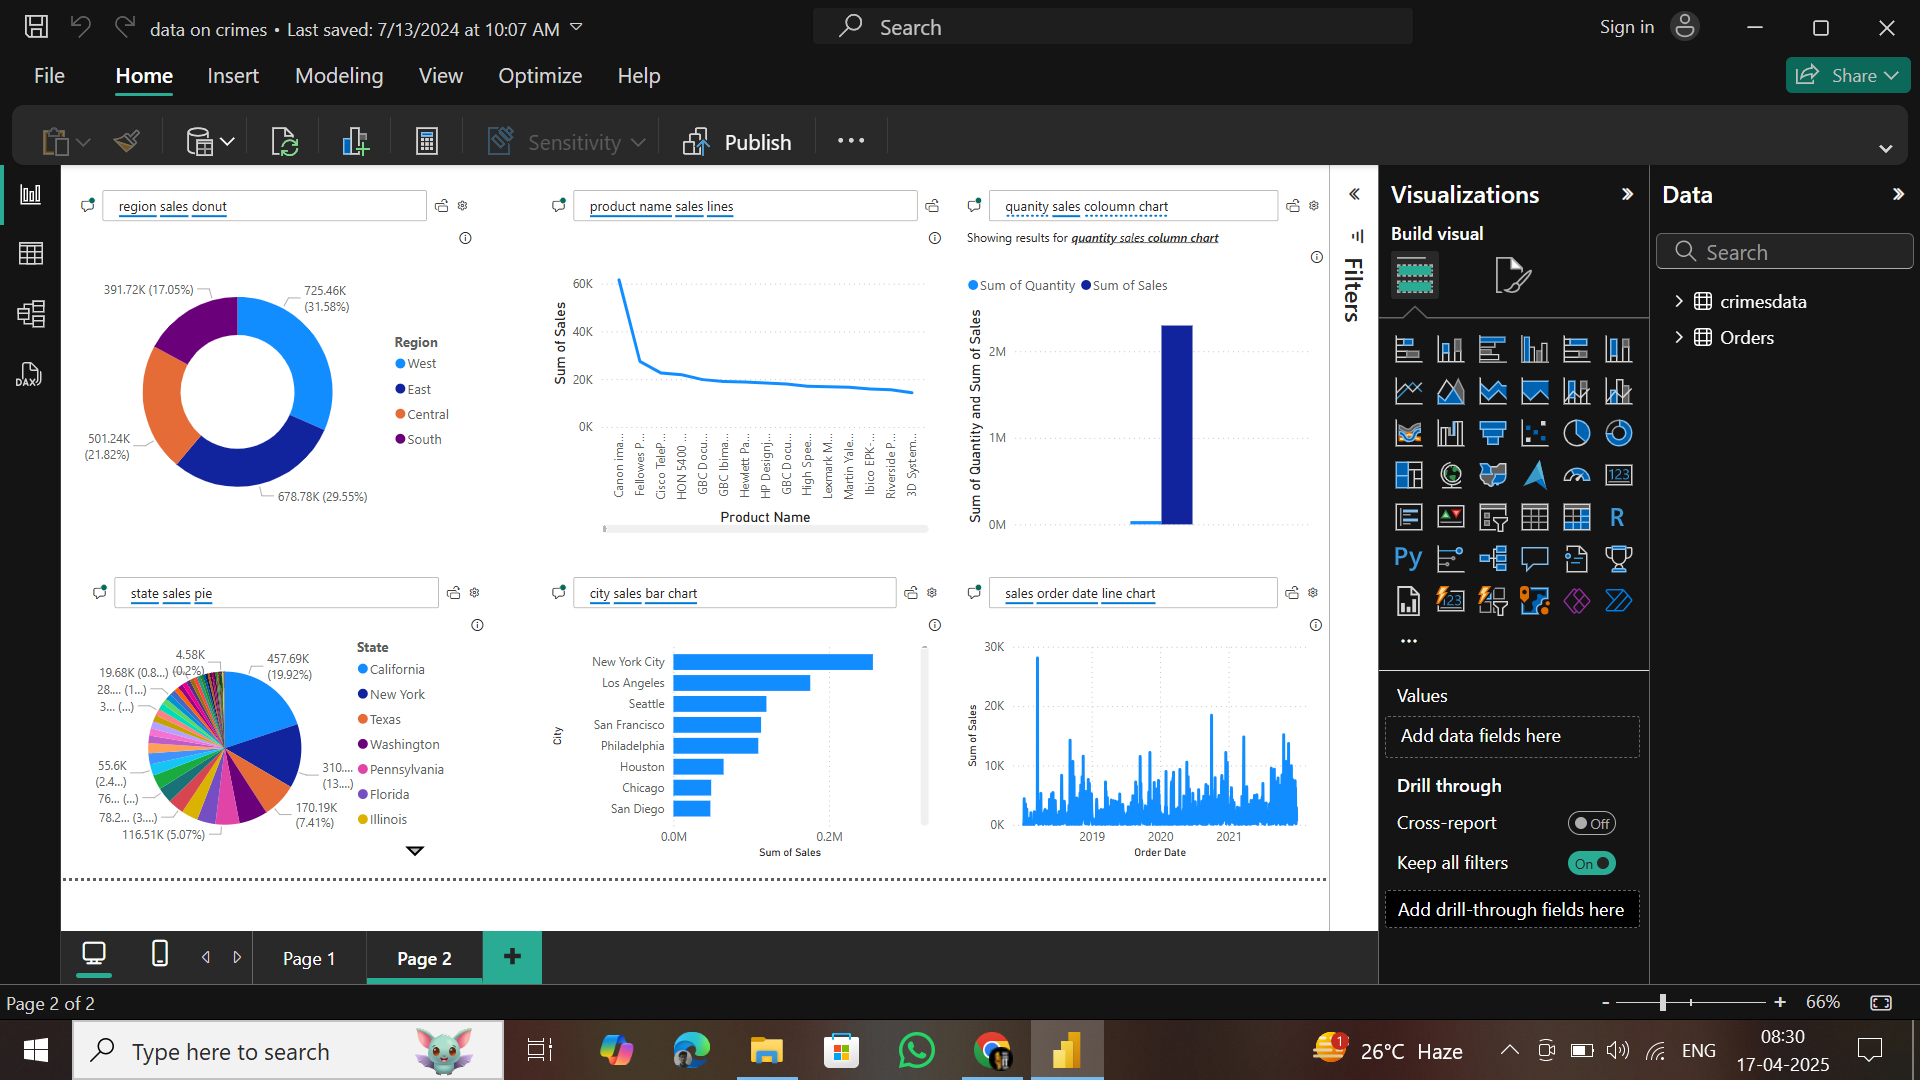 data on crimes • Last saved: 7/13/2024 at 10:07 AM
Search
Sign in
File
Home
Insert
Modeling
View
Optimize
Help
Share
Sensitivity
Publish
region sales donut
391.72K (17.05%)
725.46K
(31.58%)
501.24K
(21.82%)
678.78K (29.55%)
Region
West
East
Central
South
product name sales lines
Sum of Sales
60K
40K
20K
0K
Canon ima...
Fellowes P...
Cisco TeleP...
HON 5400 ...
GBC Docu...
GBC Ibima...
Hewlett Pa...
HP Designj...
GBC Docu...
High Spee...
Lexmark M...
Martin Yale...
Ibico EPK-...
Riverside P...
3D System...
Product Name
quanity sales coloumn chart
Showing results for quantity sales column chart
Sum of Quantity
Sum of Sales
Sum of Quantity and Sum of Sales
2M
1M
0M
state sales pie
4.58K
(0.2%)
19.68K (0.8...)
28.... (1...)
3... (...)
457.69K
(19.92%)
55.6K
(2.4...)
76... (...)
78.2... (3....)
116.51K (5.07%)
310....
(13....)
170.19K
(7.41%)
State
California
New York
Texas
Washington
Pennsylvania
Florida
Illinois
city sales bar chart
City
New York City
Los Angeles
Seattle
San Francisco
Philadelphia
Houston
Chicago
San Diego
0.0M
0.2M
Sum of Sales
sales order date line chart
Sum of Sales
30K
20K
10K
0K
2019
2020
2021
Order Date
Filters
Visualizations
Build visual
123
R
Py
123
Values
Add data fields here
Drill through
Cross-report
Off
Keep all filters
On
Add drill-through fields here
Data
Search
crimesdata
Orders
DAX
Page 1
Page 2
+
Page 2 of 2
-
+
66%
Type here to search
1
26°C Haze
ENG
08:30
17-04-2025